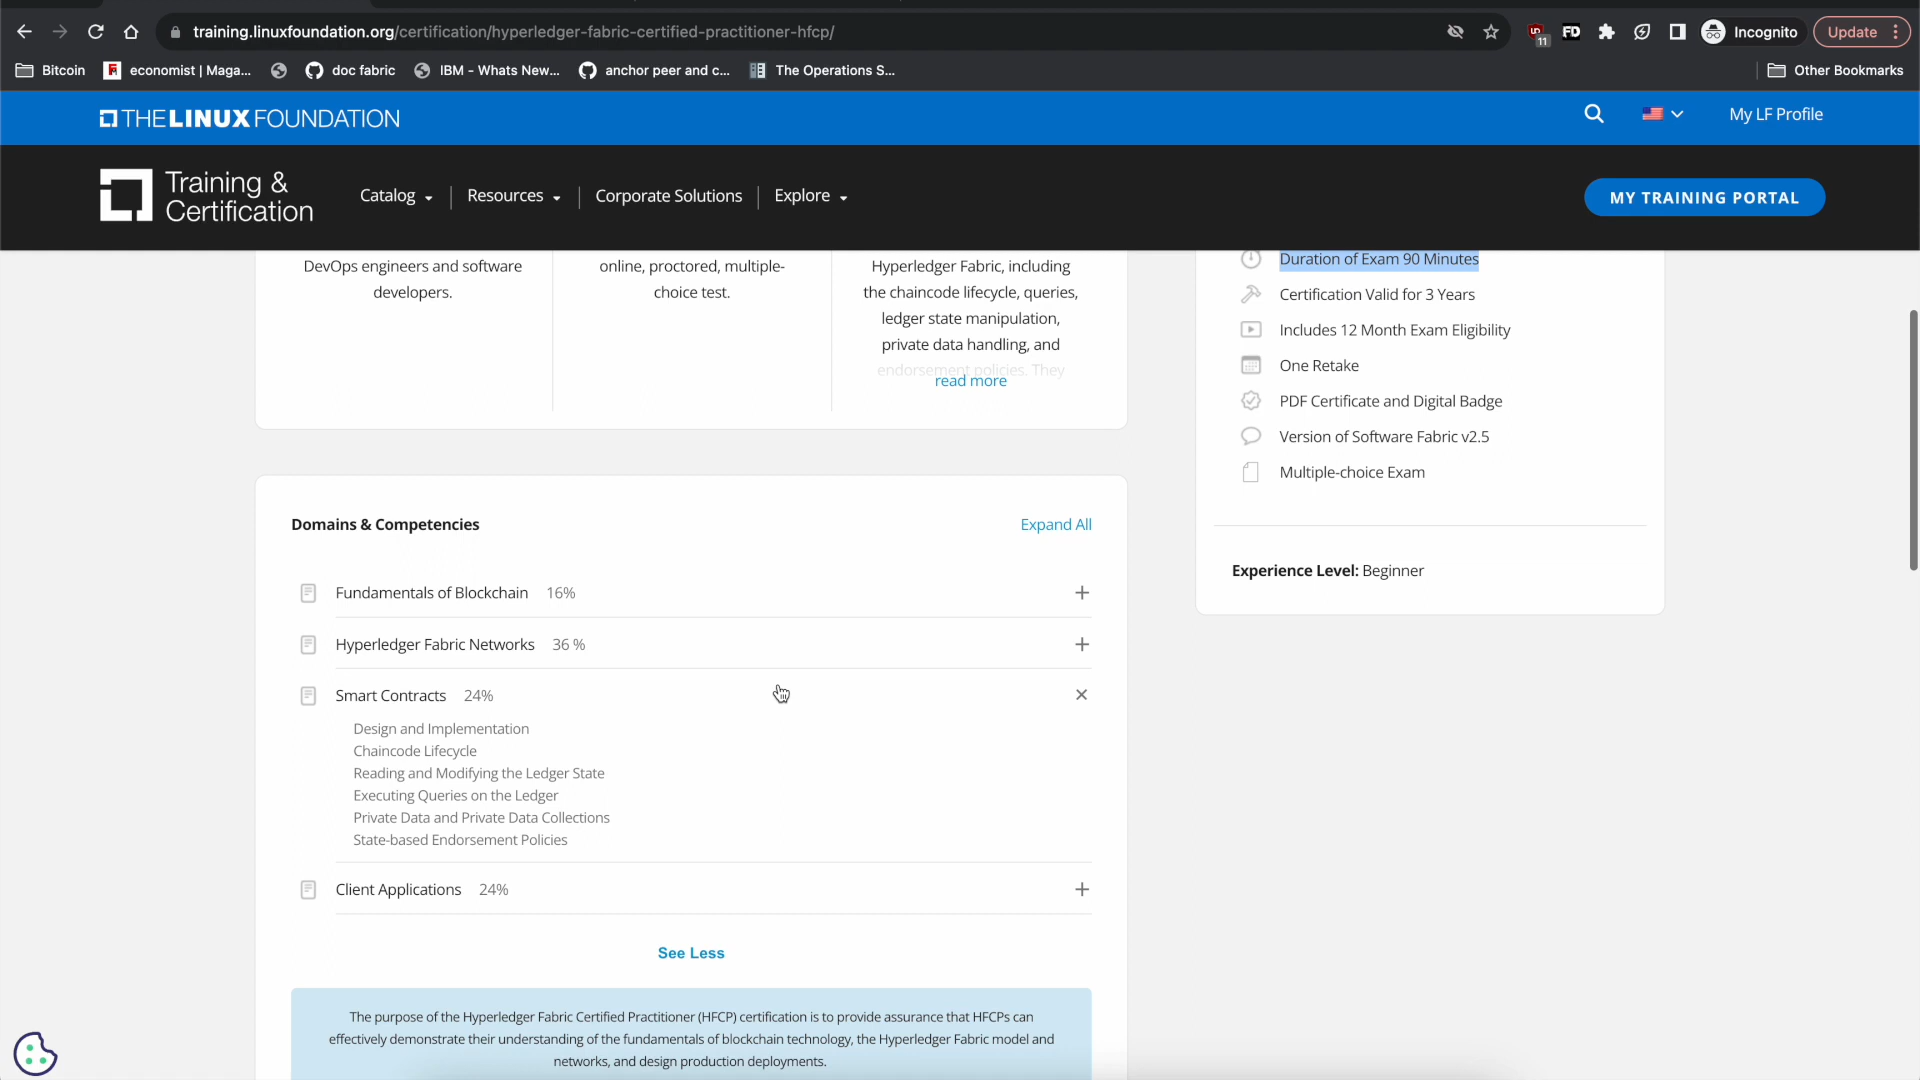 training.linuxfoundation.org/certification/hyperledger-fabric-certified-practitioner-hfcp/
11
FD
Incognito
Update
Bitcoin
economist | Maga...
doc fabric
IBM - Whats New...
anchor peer and c...
The Operations S...
Other Bookmarks
THE LINUX FOUNDATION
My LF Profile
Training &
Certification
Catalog
Resources
Corporate Solutions
Explore
MY TRAINING PORTAL
DevOps engineers and software
developers.
online, proctored, multiple-
choice test.
Hyperledger Fabric, including
the chaincode lifecycle, queries,
ledger state manipulation,
private data handling, and
endorsement policies. They
read more
Duration of Exam 90 Minutes
Certification Valid for 3 Years
Includes 12 Month Exam Eligibility
One Retake
PDF Certificate and Digital Badge
Version of Software Fabric v2.5
Multiple-choice Exam
Experience Level: Beginner
Domains & Competencies
Expand All
Fundamentals of Blockchain 16%
Hyperledger Fabric Networks 36 %
Smart Contracts 24%
Design and Implementation
Chaincode Lifecycle
Reading and Modifying the Ledger State
Executing Queries on the Ledger
Private Data and Private Data Collections
State-based Endorsement Policies
Client Applications 24%
See Less
The purpose of the Hyperledger Fabric Certified Practitioner (HFCP) certification is to provide assurance that HFCPs can
effectively demonstrate their understanding of the fundamentals of blockchain technology, the Hyperledger Fabric model and
networks, and design production deployments.